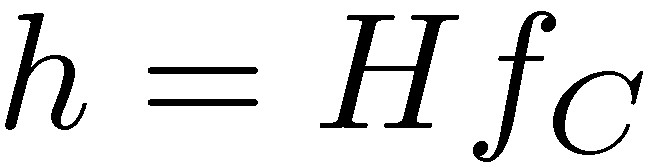 h = Hf_C